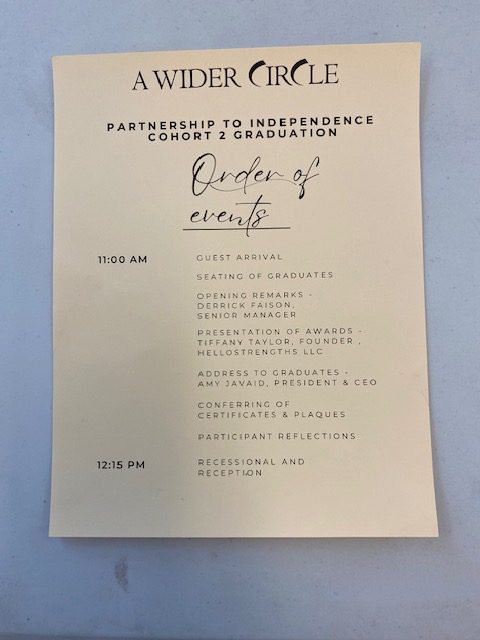 A WIDER CIRCLE
PARTNERSHIP TO INDEPENDENCE
COHORT 2 GRADUATION
Order of
events
11:00 AM GUEST ARRIVAL
SEATING OF GRADUATES
OPENING REMARKS -
DERRICK FAISON,
SENIOR MANAGER
PRESENTATION OF AWARDS -
TIFFANY TAYLOR, FOUNDER ,
HELLOSTRENGTHS LLC
ADDRESS TO GRADUATES -
AMY JAVAID, PRESIDENT & CEO
CONFERRING OF
CERTIFICATES & PLAQUES
PARTICIPANT REFLECTIONS
12:15 PM RECESSIONAL AND
RECEPTION